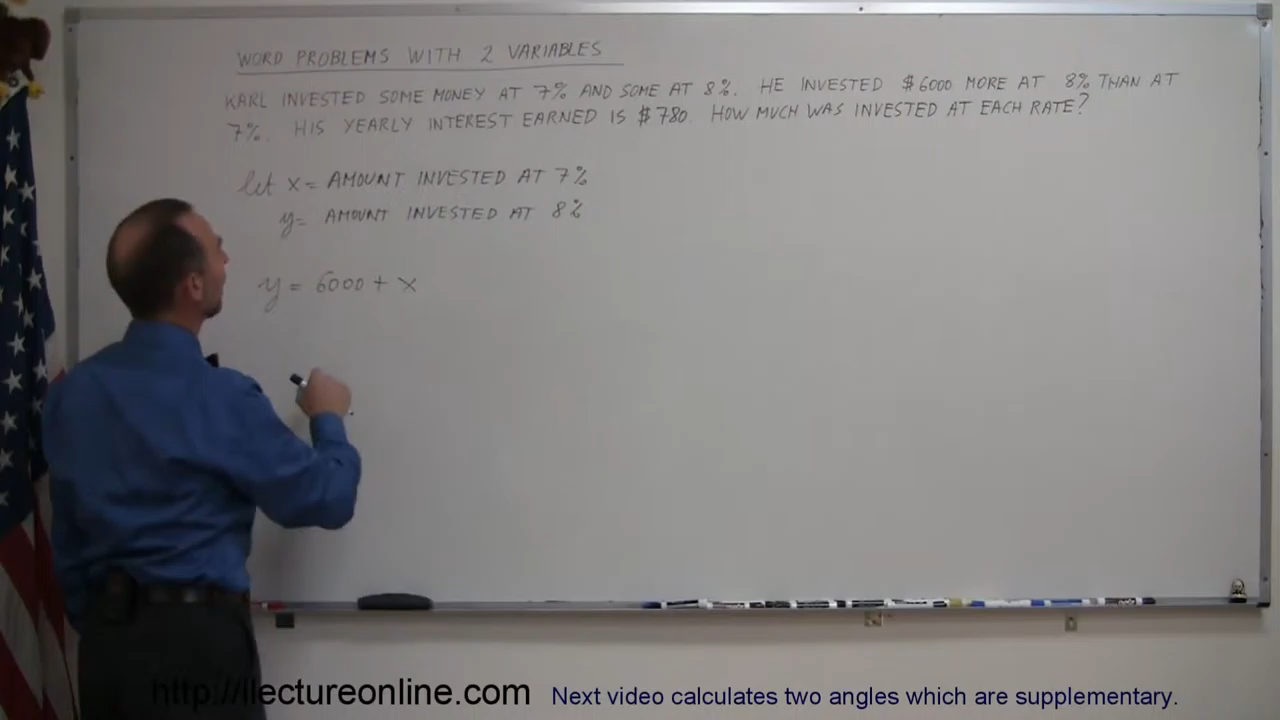 WORD PROBLEMS WITH 2 VARIABLES
KARL INVESTED SOME MONEY AT 7% AND SOME AT 8%. HE INVESTED $6000 MORE AT 8% THAN AT
7%. HIS YEARLY INTEREST EARNED IS $780. HOW MUCH WAS INVESTED AT EACH RATE?
let x = AMOUNT INVESTED AT 7%
y = AMOUNT INVESTED AT 8%
y = 6000 + x
http://ilectureonline.com Next video calculates two angles which are supplementary.